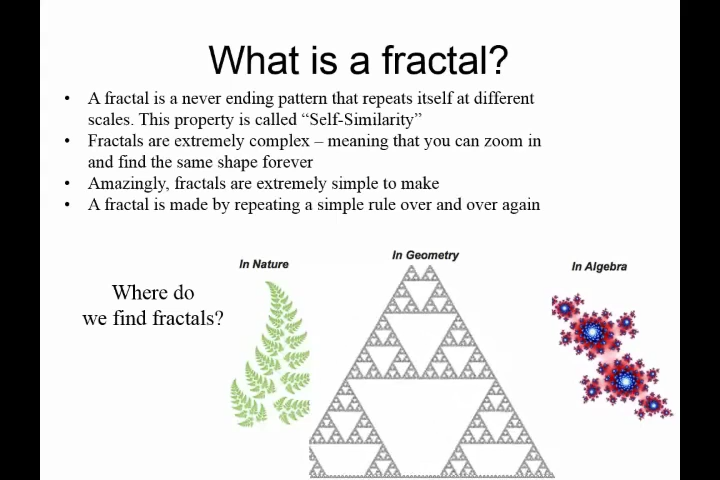 What is a fractal?
• A fractal is a never ending pattern that repeats itself at different
scales. This property is called “Self-Similarity”
• Fractals are extremely complex – meaning that you can zoom in
and find the same shape forever
• Amazingly, fractals are extremely simple to make
• A fractal is made by repeating a simple rule over and over again
Where do
we find fractals?
In Nature
In Geometry
In Algebra